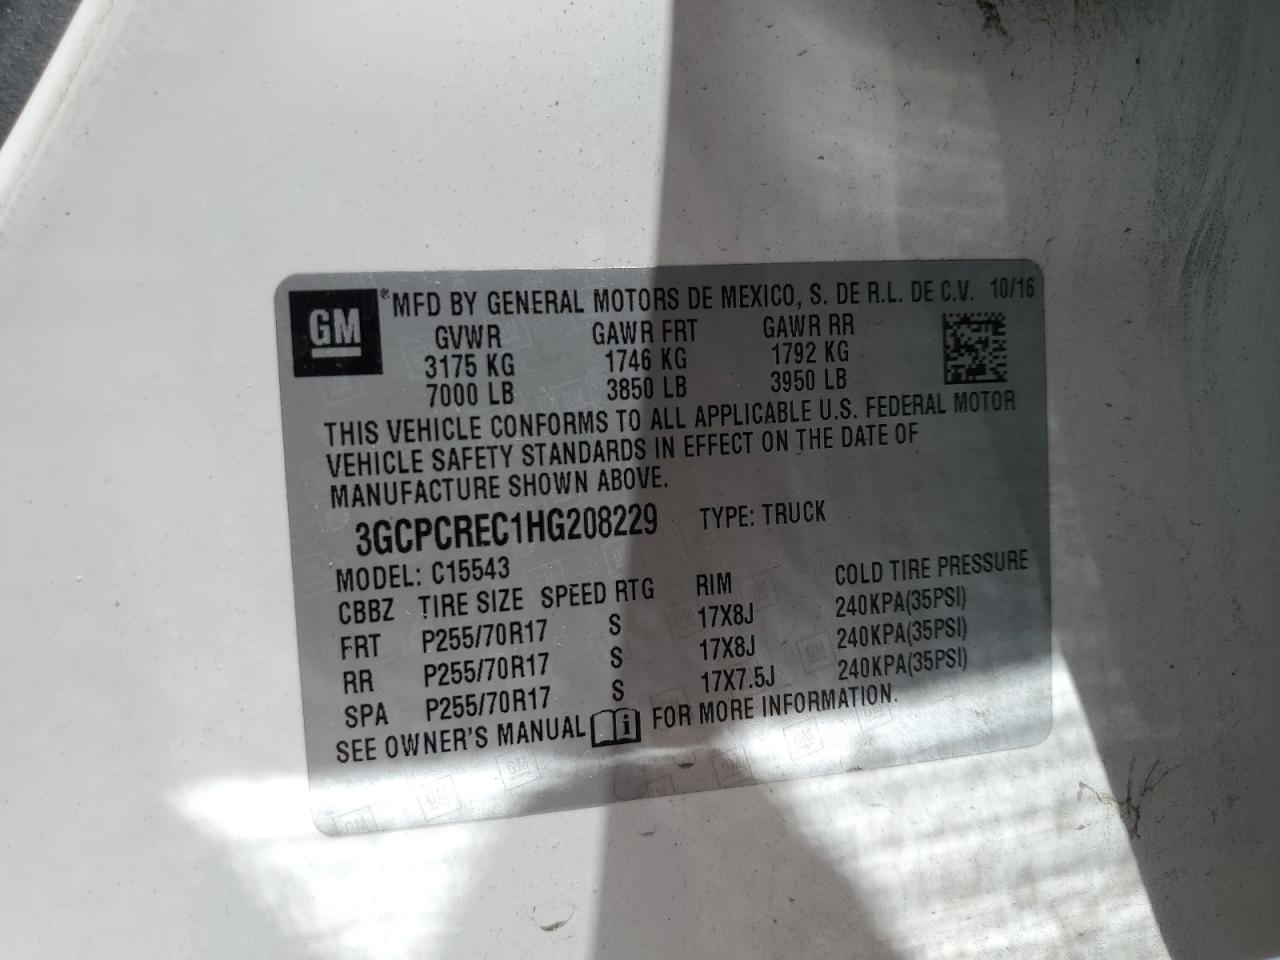 GM ® MFD BY GENERAL MOTORS DE MEXICO, S. DE R.L. DE C.V. 10/16
GVWR GAWR FRT GAWR RR
3175 KG 1746 KG 1792 KG
7000 LB 3850 LB 3950 LB
THIS VEHICLE CONFORMS TO ALL APPLICABLE U.S. FEDERAL MOTOR
VEHICLE SAFETY STANDARDS IN EFFECT ON THE DATE OF
MANUFACTURE SHOWN ABOVE.
3GCPCREC1HG208229 TYPE: TRUCK
MODEL: C15543
CBBZ TIRE SIZE SPEED RTG RIM COLD TIRE PRESSURE
FRT P255/70R17 S 17X8J 240KPA(35PSI)
RR P255/70R17 S 17X8J 240KPA(35PSI)
SPA P255/70R17 S 17X7.5J 240KPA(35PSI)
SEE OWNER'S MANUAL i FOR MORE INFORMATION.